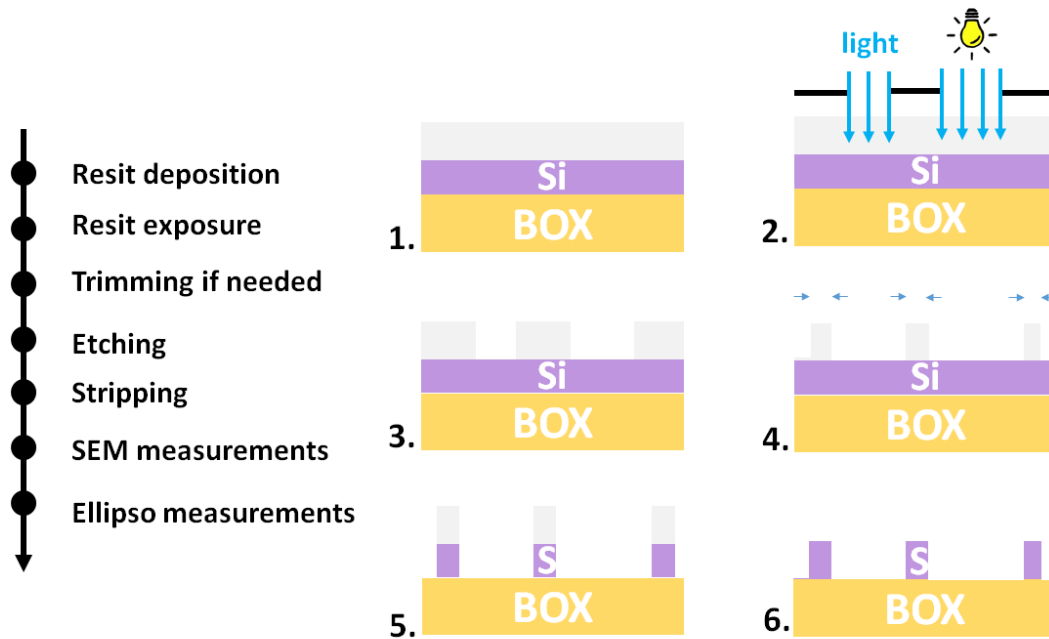 Resit deposition
Resit exposure
Trimming if needed
Etching
Stripping
SEM measurements
Ellipso measurements
Si
BOX
1.
light
Si
BOX
2.
Si
BOX
3.
Si
BOX
4.
S
BOX
5.
S
BOX
6.